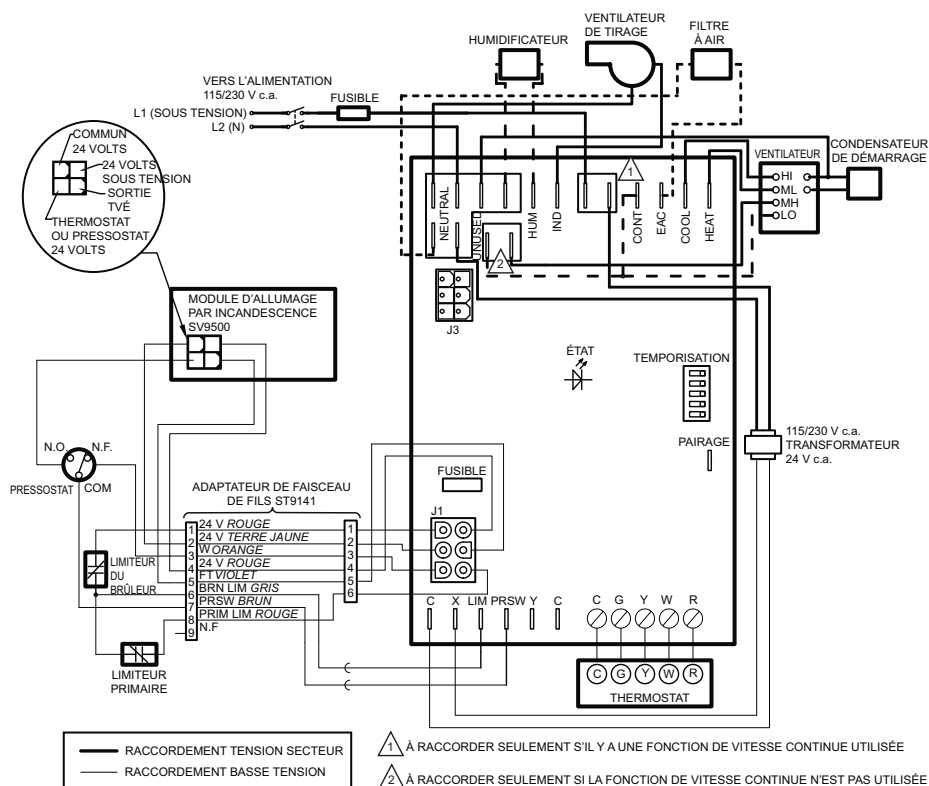 VENTILATEUR
DE TIRAGE
FILTRE
À AIR
HUMIDIFICATEUR
VERS L'ALIMENTATION
115/230 V c.a.
FUSIBLE
L1 (SOUS TENSION)
L2 (N)
COMMUN
24 VOLTS
24 VOLTS
SOUS TENSION
SORTIE
TVÉ
THERMOSTAT
OU PRESSOSTAT
24 VOLTS
VENTILATEUR
CONDENSATEUR
DE DÉMARRAGE
HI
ML
MH
LO
1
NEUTRAL
UNUSED
HUM
IND
CONT
EAC
COOL
HEAT
2
J3
MODULE D'ALLUMAGE
PAR INCANDESCENCE
SV9500
ÉTAT
TEMPORISATION
PAIRAGE
115/230 V c.a.
TRANSFORMATEUR
24 V c.a.
N.O.
N.F.
PRESSOSTAT
COM
ADAPTATEUR DE FAISCEAU
DE FILS ST9141
FUSIBLE
J1
1 24 V ROUGE 1
2 24 V TERRE JAUNE 2
3 W ORANGE 3
4 24 V ROUGE 4
5 FT VIOLET 5
6 BRN LIM GRIS 6
7 PRSW BRUN
8 PRIM LIM ROUGE
9 N.F
LIMITEUR
DU
BRÛLEUR
LIMITEUR
PRIMAIRE
C X LIM PRSW Y C
C G Y W R
C G Y W R
THERMOSTAT
RACCORDEMENT TENSION SECTEUR
RACCORDEMENT BASSE TENSION
1 À RACCORDER SEULEMENT S'IL Y A UNE FONCTION DE VITESSE CONTINUE UTILISÉE
2 À RACCORDER SEULEMENT SI LA FONCTION DE VITESSE CONTINUE N'EST PAS UTILISÉE